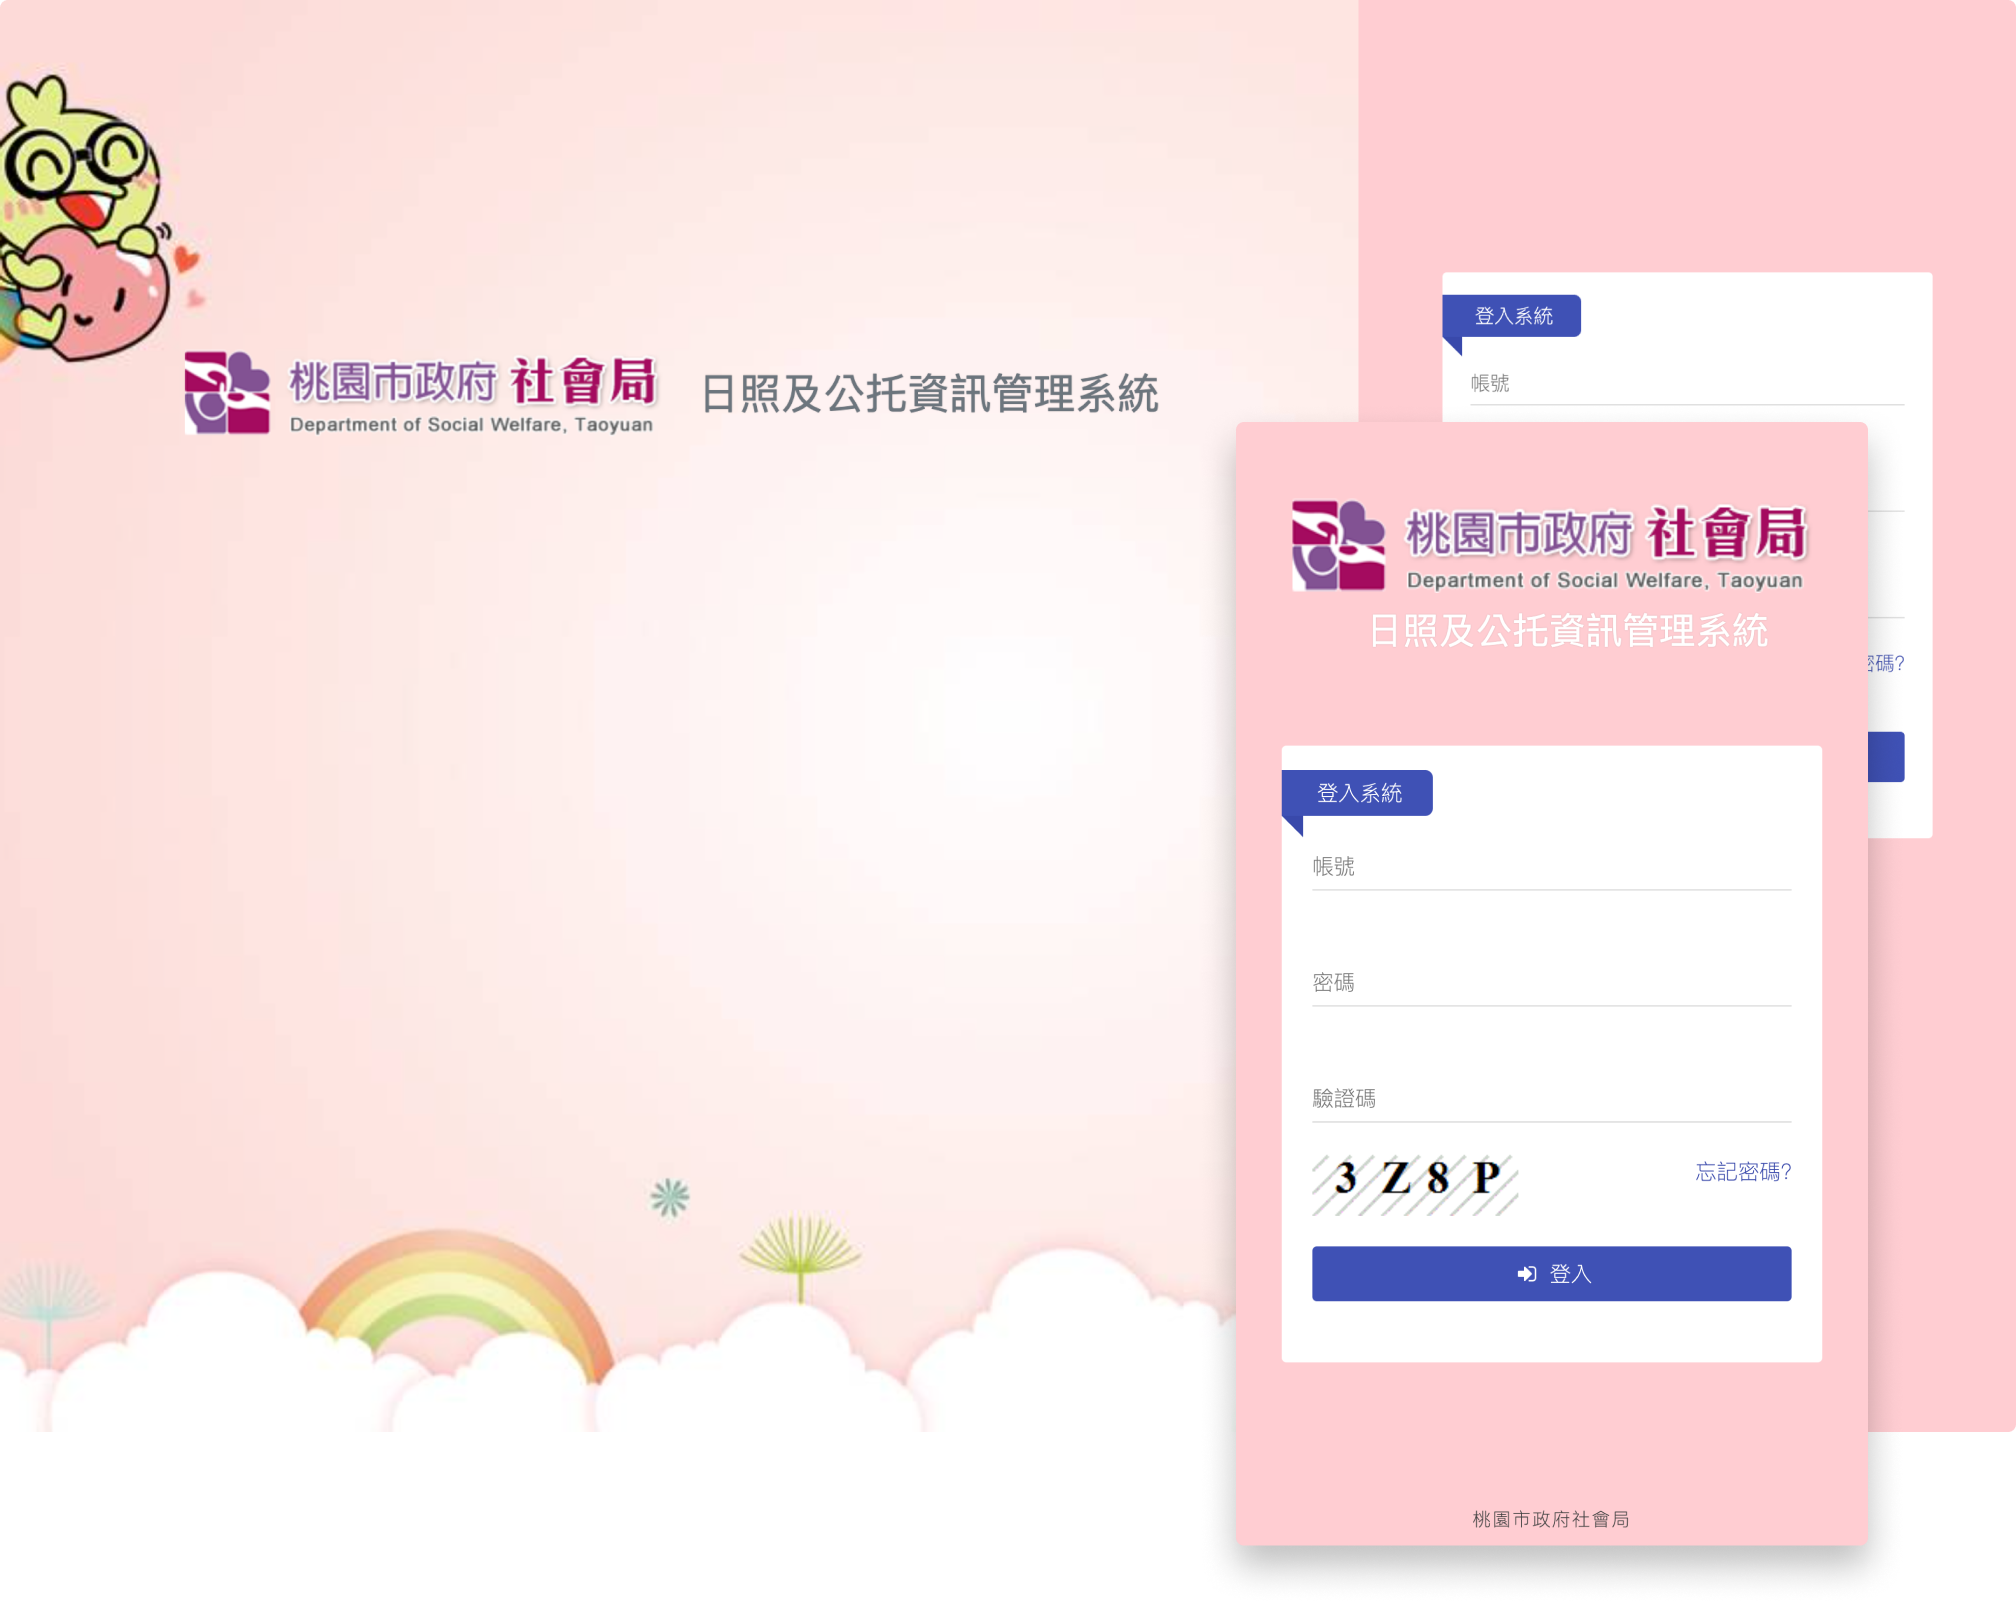 桃園市政府 社會局
Department of Social Welfare, Taoyuan
日照及公托資訊管理系統
登入系統
帳號
密碼?
桃園市政府 社會局
Department of Social Welfare, Taoyuan
日照及公托資訊管理系統
登入系統
帳號
密碼
驗證碼
3 Z 8 P
忘記密碼?
登入
桃園市政府社會局